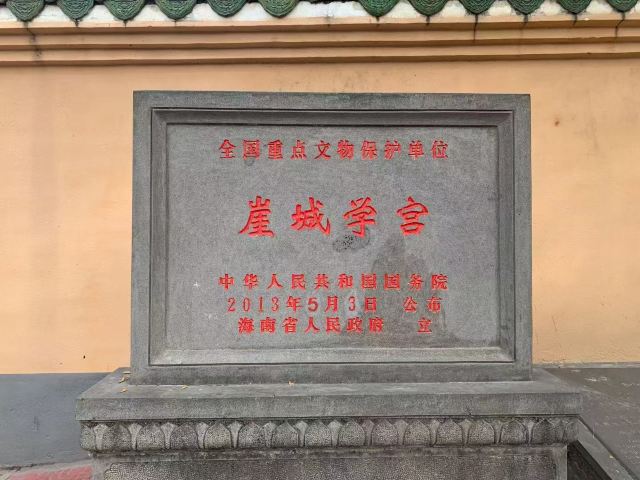 全国重点文物保护单位
崖城学宫
中华人民共和国国务院
2013年5月3日 公布
海南省人民政府 立